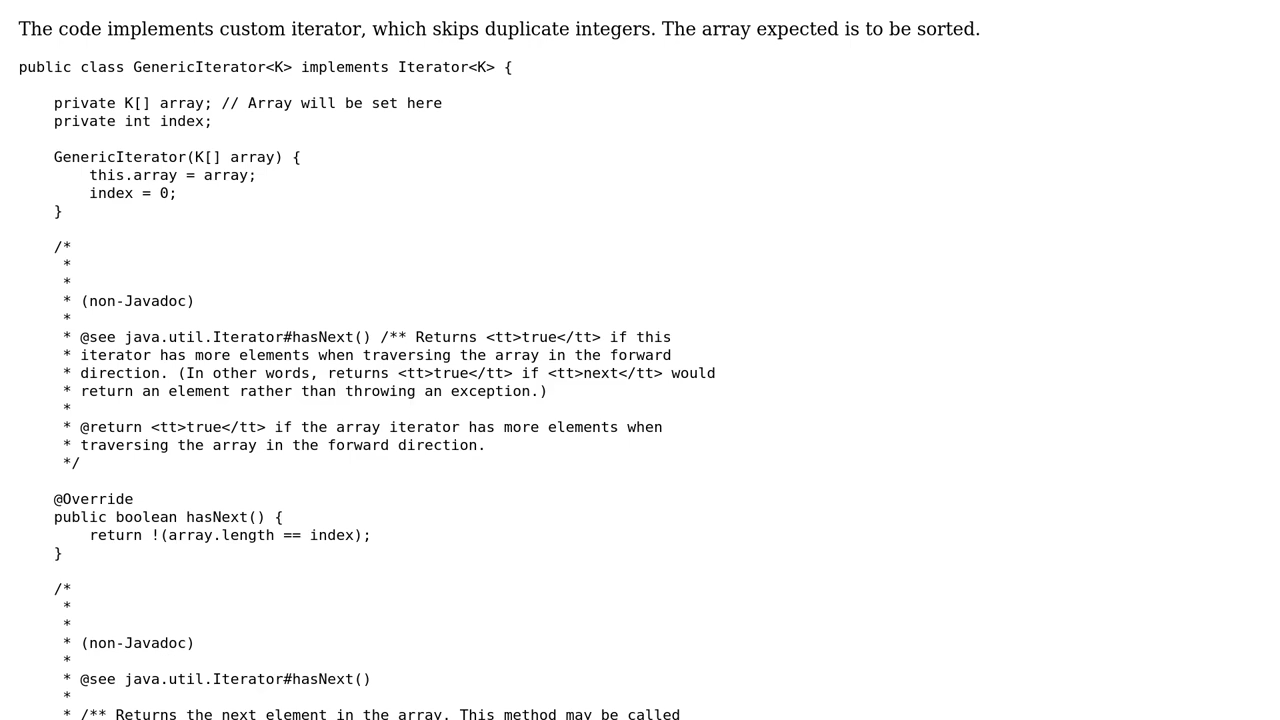 The code implements custom iterator, which skips duplicate integers. The array expected is to be sorted.
public class GenericIterator<K> implements Iterator<K> {
    private K[] array; // Array will be set here
    private int index;
    GenericIterator(K[] array) {
        this.array = array;
        index = 0;
    }
    /*
     *
     *
     * (non-Javadoc)
     *
     * @see java.util.Iterator#hasNext() /** Returns <tt>true</tt> if this
     * iterator has more elements when traversing the array in the forward
     * direction. (In other words, returns <tt>true</tt> if <tt>next</tt> would
     * return an element rather than throwing an exception.)
     *
     * @return <tt>true</tt> if the array iterator has more elements when
     * traversing the array in the forward direction.
     */
    @Override
    public boolean hasNext() {
        return !(array.length == index);
    }
    /*
     *
     *
     * (non-Javadoc)
     *
     * @see java.util.Iterator#hasNext()
     *
     * /** Returns the next element in the array. This method may be called